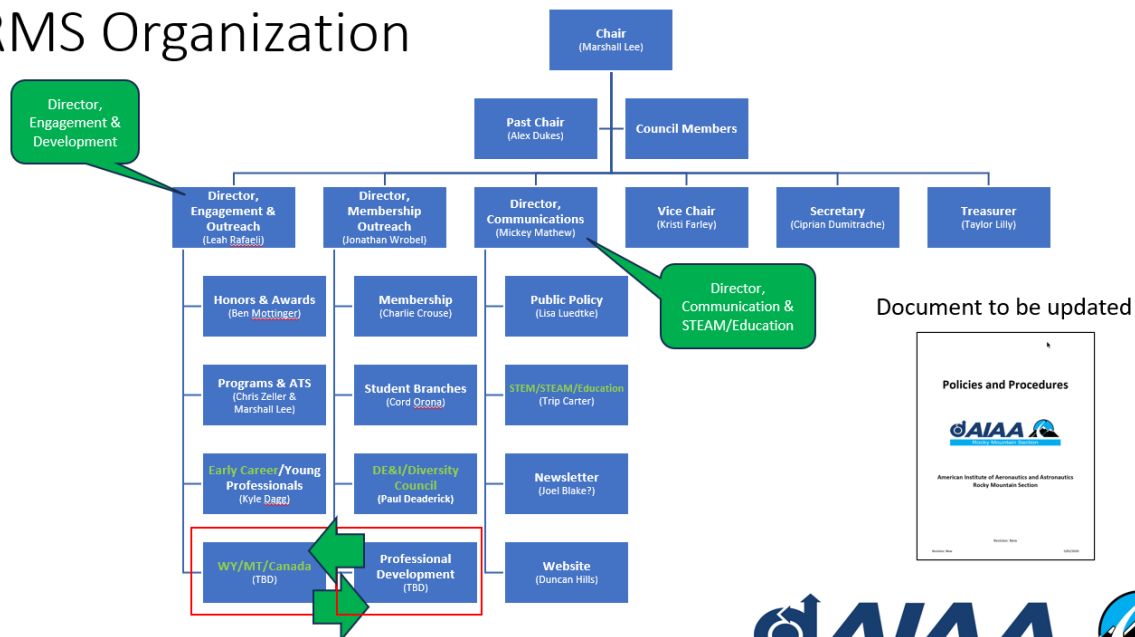 RMS Organization
Chair
(Marshall Lee)
Director,
Engagement &
Development
Past Chair
(Alex Dukes)
Council Members
Director,
Engagement &
Outreach
(Leah Rafaeli)
Director,
Membership
Outreach
(Jonathan Wrobel)
Director,
Communications
(Mickey Mathew)
Vice Chair
(Kristi Farley)
Secretary
(Ciprian Dumitrache)
Treasurer
(Taylor Lilly)
Honors & Awards
(Ben Mottinger)
Membership
(Charlie Crouse)
Public Policy
(Lisa Luedtke)
Director,
Communication &
STEAM/Education
Document to be updated
Programs & ATS
(Chris Zeller &
Marshall Lee)
Student Branches
(Cord Orona)
STEM/STEAM/Education
(Trip Carter)
Policies and Procedures
AIAA
Rocky Mountain Section
American Institute of Aeronautics and Astronautics
Rocky Mountain Section
Early Career/Young
Professionals
(Kyle Dagg)
DE&I/Diversity
Council
(Paul Deaderick)
Newsletter
(Joel Blake?)
WY/MT/Canada
(TBD)
Professional
Development
(TBD)
Website
(Duncan Hills)
AIAA